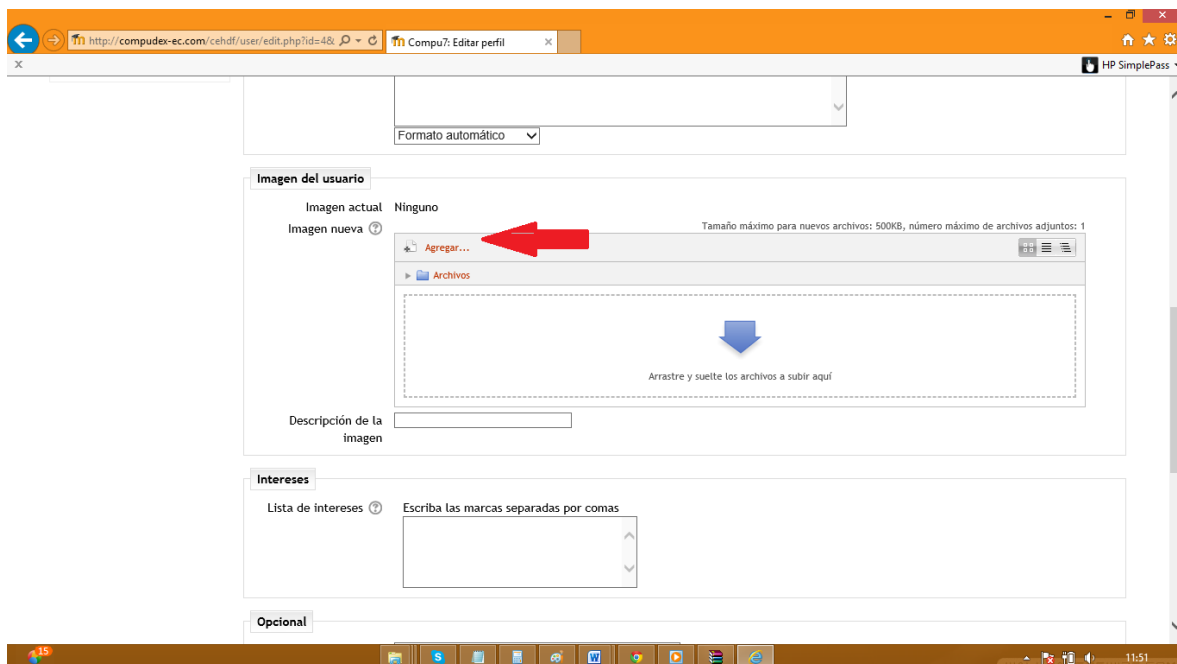 http://compudex-ec.com/cehdf/user/edit.php?id=4&
Compu7: Editar perfil
HP SimplePass
Formato automático
Imagen del usuario
Imagen actual Ninguno
Imagen nueva
Tamaño máximo para nuevos archivos: 500KB, número máximo de archivos adjuntos: 1
Agregar...
Archivos
Arrastre y suelte los archivos a subir aquí
Descripción de la
imagen
Intereses
Lista de intereses Escriba las marcas separadas por comas
Opcional
15
11:51